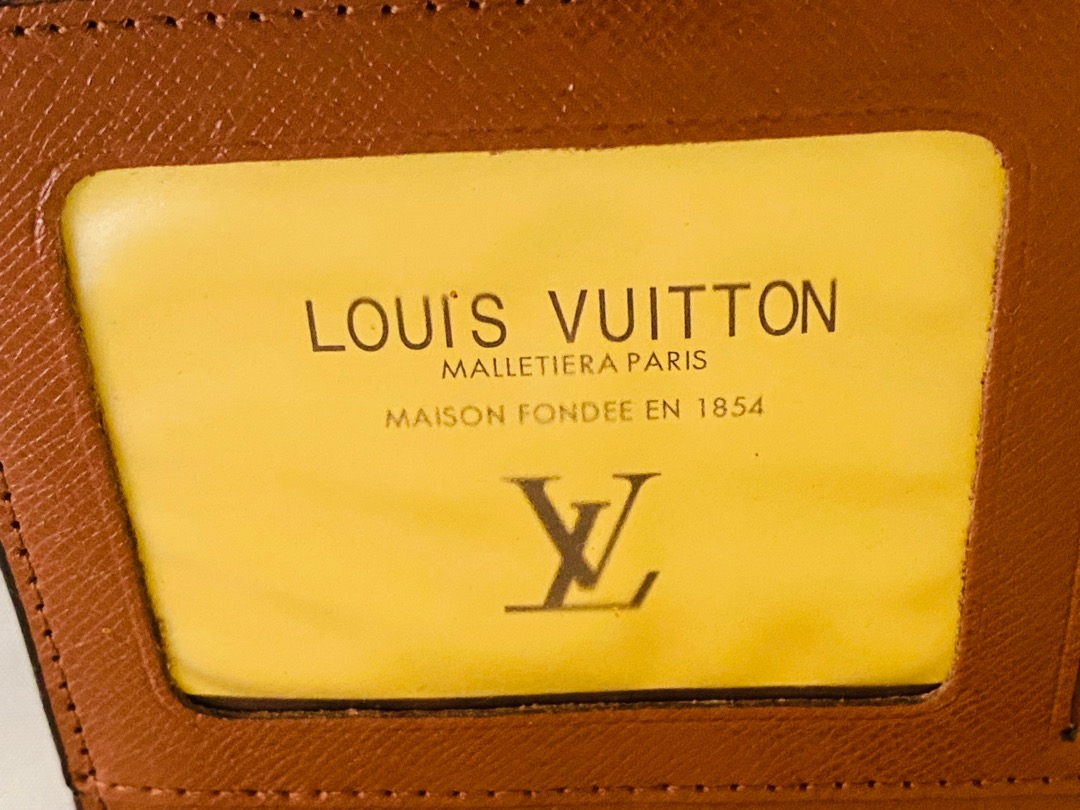 LOUIS VUITTON
MALLETIERA PARIS
MAISON FONDEE EN 1854
LV